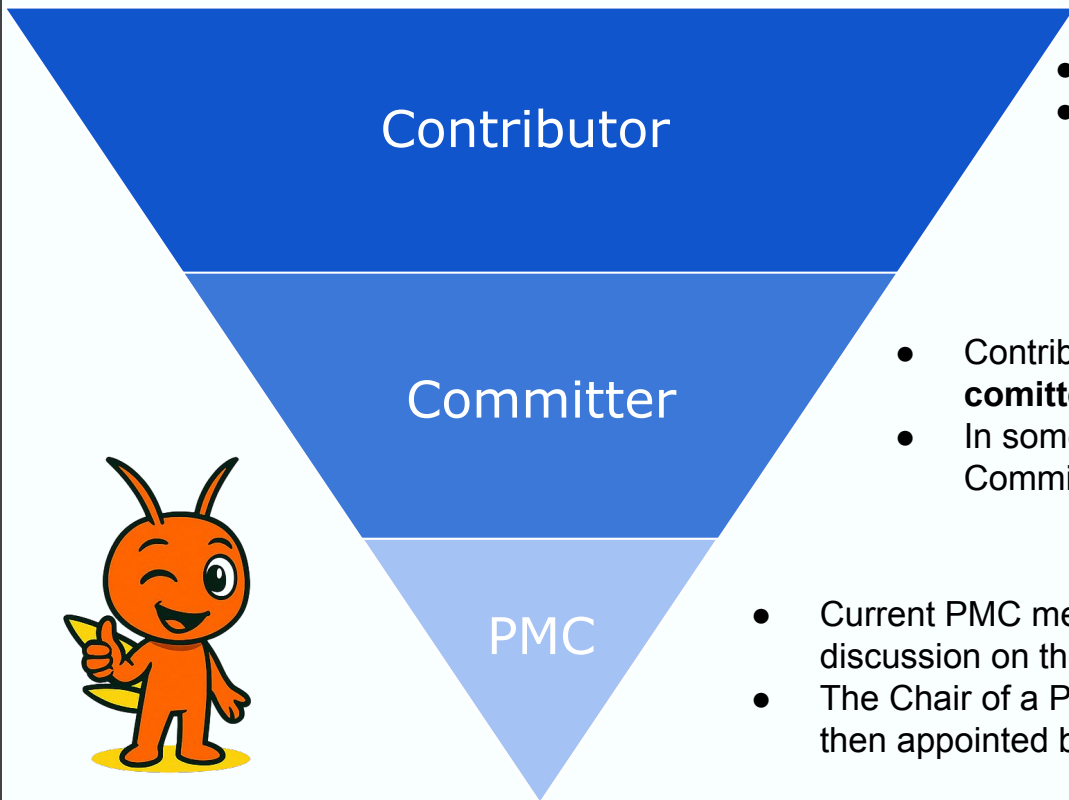 Contributor
●
●
Committer
● Contrib
comitt
● In som
Commi
PMC
● Current PMC me
discussion on th
● The Chair of a P
then appointed b